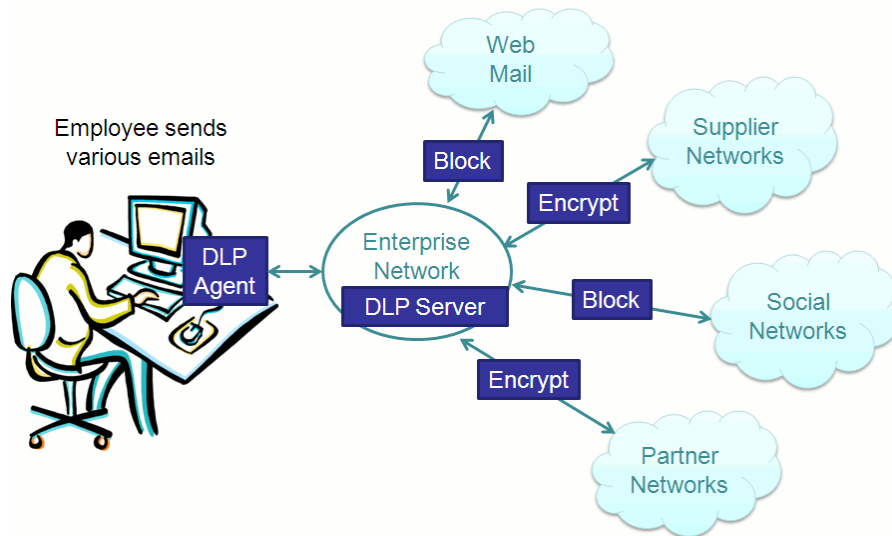 Web
Mail
Employee sends
various emails
Supplier
Networks
Block
Encrypt
DLP
Agent
Enterprise
Network
DLP Server
Block
Social
Networks
Encrypt
Partner
Networks